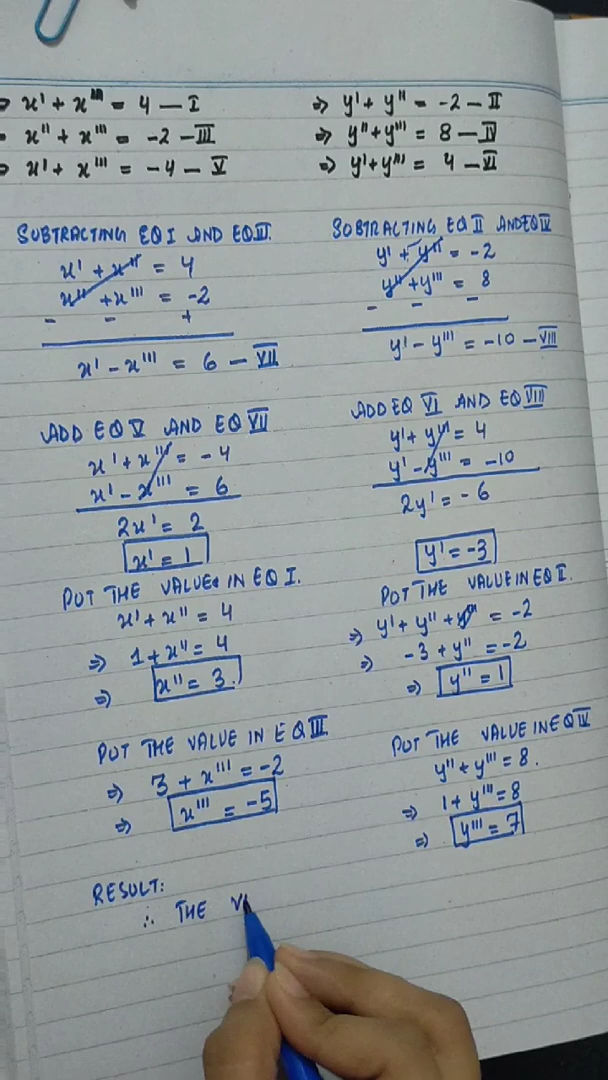 ⇒ x' + x''' = 4 — I
⇒ x'' + x''' = -2 — III
⇒ x' + x''' = -4 — V
⇒ y' + y'' = -2 — II
⇒ y'' + y''' = 8 — IV
⇒ y' + y''' = 4 — VI
SUBTRACTING EQ I AND EQ III.
x' + x'' = 4
x'' + x''' = -2
- - +
x' - x''' = 6 — VII
ADD EQ V AND EQ VII
x' + x''' = -4
x' - x''' = 6
2x' = 2
x' = 1
PUT THE VALUE IN EQ I.
x' + x'' = 4
⇒ 1 + x'' = 4
⇒ x'' = 3.
PUT THE VALUE IN EQ III
⇒ 3 + x''' = -2
⇒ x''' = -5
SUBTRACTING EQ II AND EQ IV
y' + y'' = -2
y'' + y''' = 8
- - -
y' - y''' = -10 — VIII
ADD EQ VI AND EQ VIII
y' + y''' = 4
y' - y''' = -10
2y' = -6
y' = -3
PUT THE VALUE IN EQ II.
⇒ y' + y'' + = -2
⇒ -3 + y'' = -2
⇒ y'' = 1
PUT THE VALUE IN EQ IV
y'' + y''' = 8.
⇒ 1 + y''' = 8
⇒ y''' = 7
RESULT:
∴ THE V